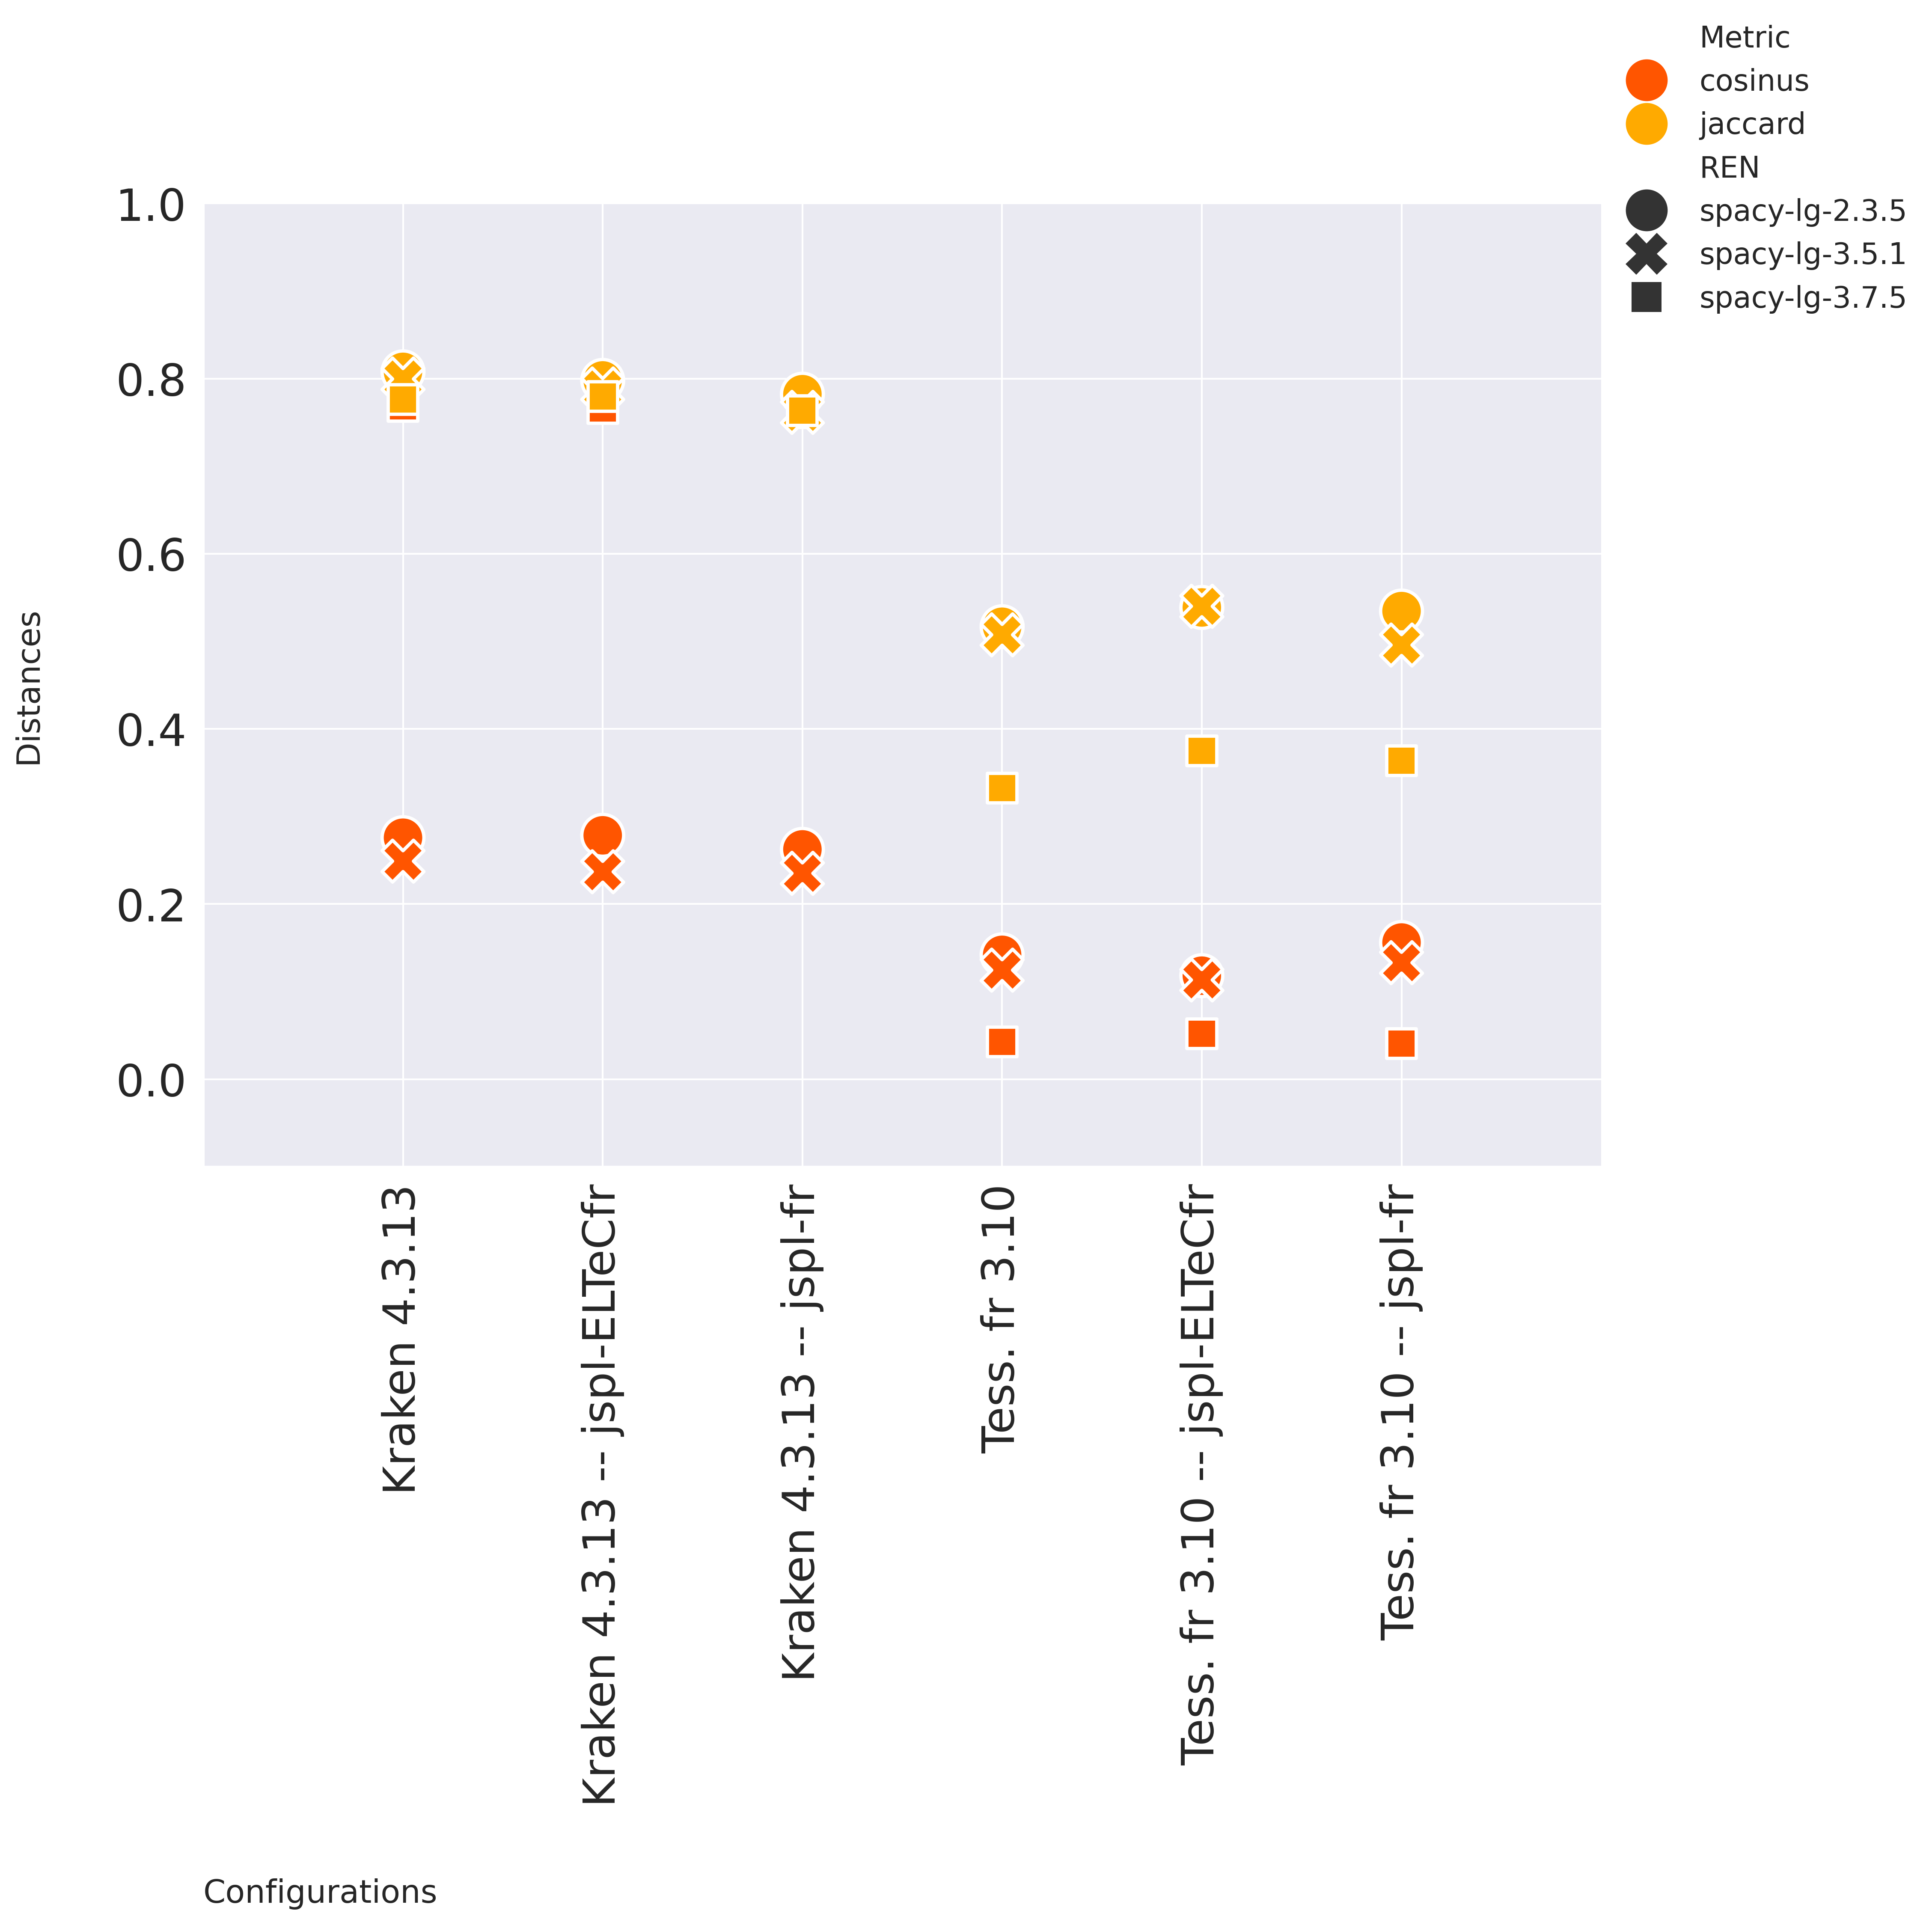 Metric
cosinus
jaccard
REN
spacy-lg-2.3.5
spacy-lg-3.5.1
spacy-lg-3.7.5
1.0
0.8
0.6
0.4
0.2
0.0
Distances
Kraken 4.3.13
Kraken 4.3.13 -- jspl-ELTeCfr
Kraken 4.3.13 -- jspl-fr
Tess. fr 3.10
Tess. fr 3.10 -- jspl-ELTeCfr
Tess. fr 3.10 -- jspl-fr
Configurations